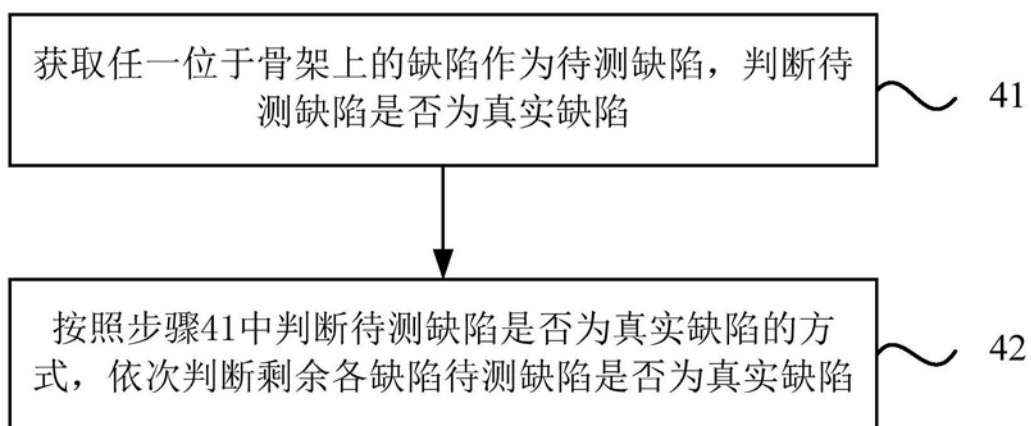 获取任一位于骨架上的缺陷作为待测缺陷，判断待
测缺陷是否为真实缺陷
41
按照步骤41中判断待测缺陷是否为真实缺陷的方
式，依次判断剩余各缺陷待测缺陷是否为真实缺陷
42